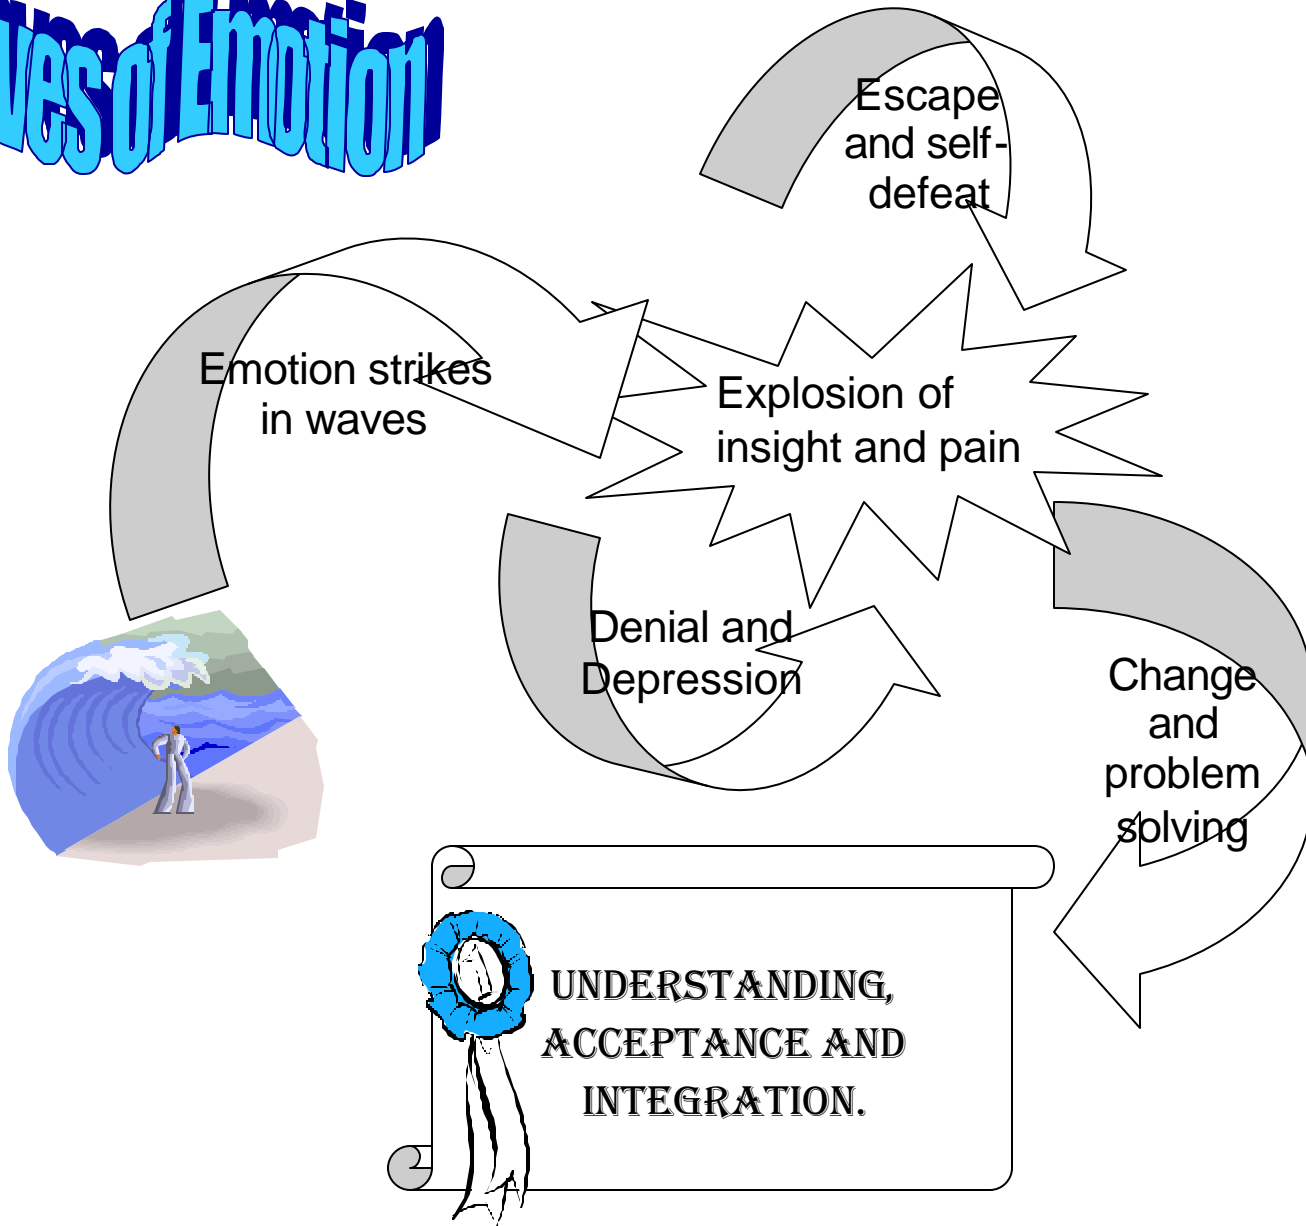 ves of Emotion
Escape
and self-
defeat
Emotion strikes
in waves
Explosion of
insight and pain
Denial and
Depression
Change
and
problem
solving
UNDERSTANDING,
ACCEPTANCE AND
INTEGRATION.